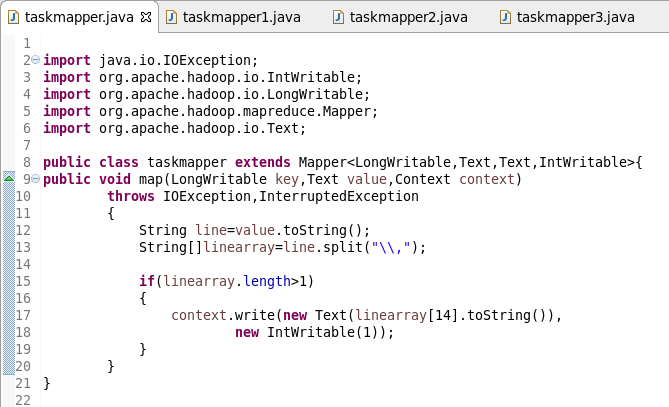 taskmapper.java taskmapper1.java taskmapper2.java taskmapper3.java
1
2 import java.io.IOException;
3 import org.apache.hadoop.io.IntWritable;
4 import org.apache.hadoop.io.LongWritable;
5 import org.apache.hadoop.mapreduce.Mapper;
6 import org.apache.hadoop.io.Text;
7
8 public class taskmapper extends Mapper<LongWritable,Text,Text,IntWritable>{
9 public void map(LongWritable key,Text value,Context context)
10         throws IOException,InterruptedException
11         {
12             String line=value.toString();
13             String[]linearray=line.split("\\,");
14
15             if(linearray.length>1)
16             {
17                 context.write(new Text(linearray[14].toString()),
18                         new IntWritable(1));
19             }
20         }
21 }
22